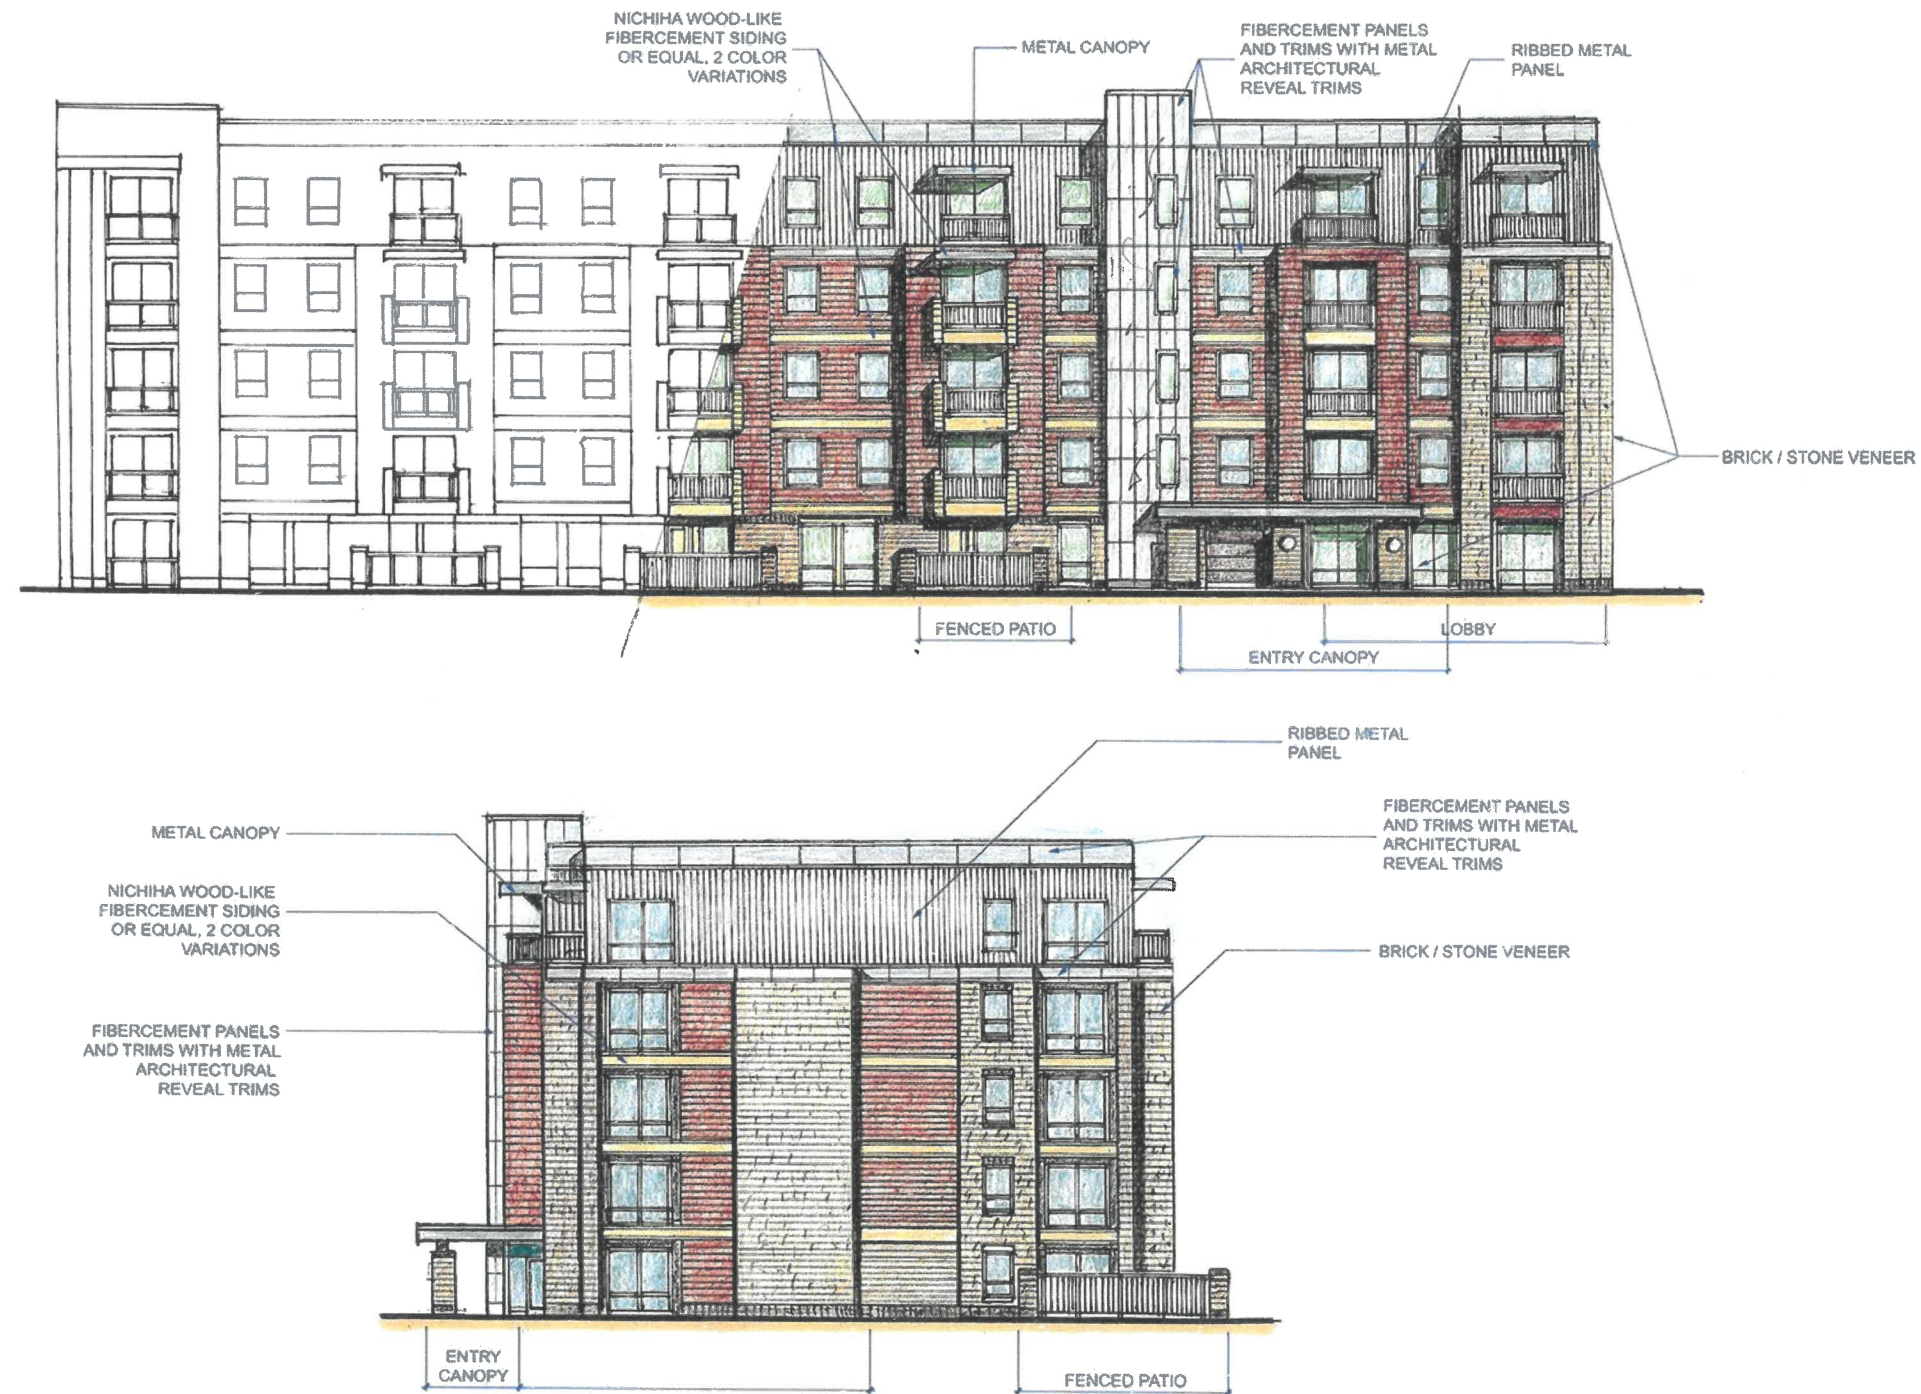 NICHIHA WOOD-LIKE
FIBERCEMENT SIDING
OR EQUAL, 2 COLOR
VARIATIONS
METAL CANOPY
FIBERCEMENT PANELS
AND TRIMS WITH METAL
ARCHITECTURAL
REVEAL TRIMS
RIBBED METAL
PANEL
BRICK / STONE VENEER
FENCED PATIO
LOBBY
ENTRY CANOPY
RIBBED METAL
PANEL
METAL CANOPY
FIBERCEMENT PANELS
AND TRIMS WITH METAL
ARCHITECTURAL
REVEAL TRIMS
NICHIHA WOOD-LIKE
FIBERCEMENT SIDING
OR EQUAL, 2 COLOR
VARIATIONS
BRICK / STONE VENEER
FIBERCEMENT PANELS
AND TRIMS WITH METAL
ARCHITECTURAL
REVEAL TRIMS
ENTRY
CANOPY
FENCED PATIO